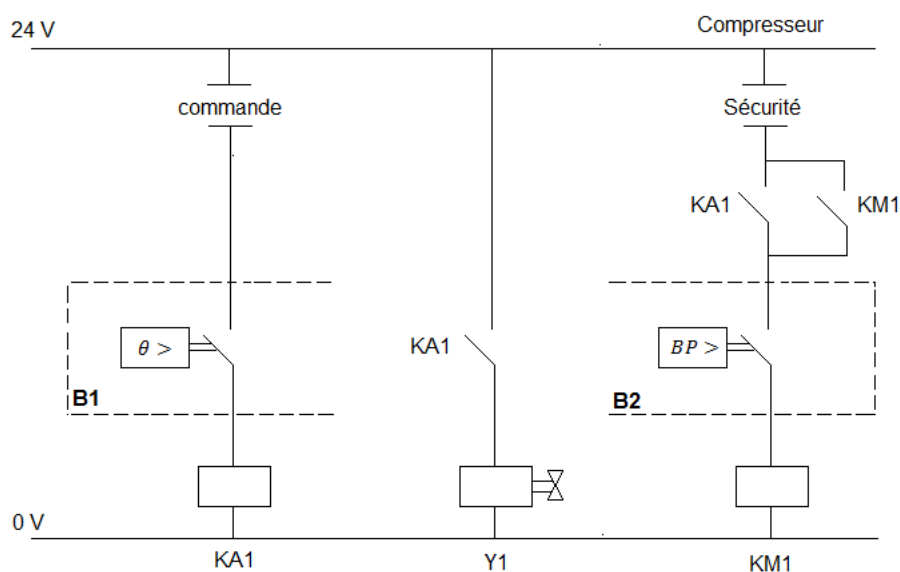 24 V
Compresseur
commande
Sécurité
KA1
KM1
θ >
KA1
BP >
B1
B2
0 V
KA1
Y1
KM1